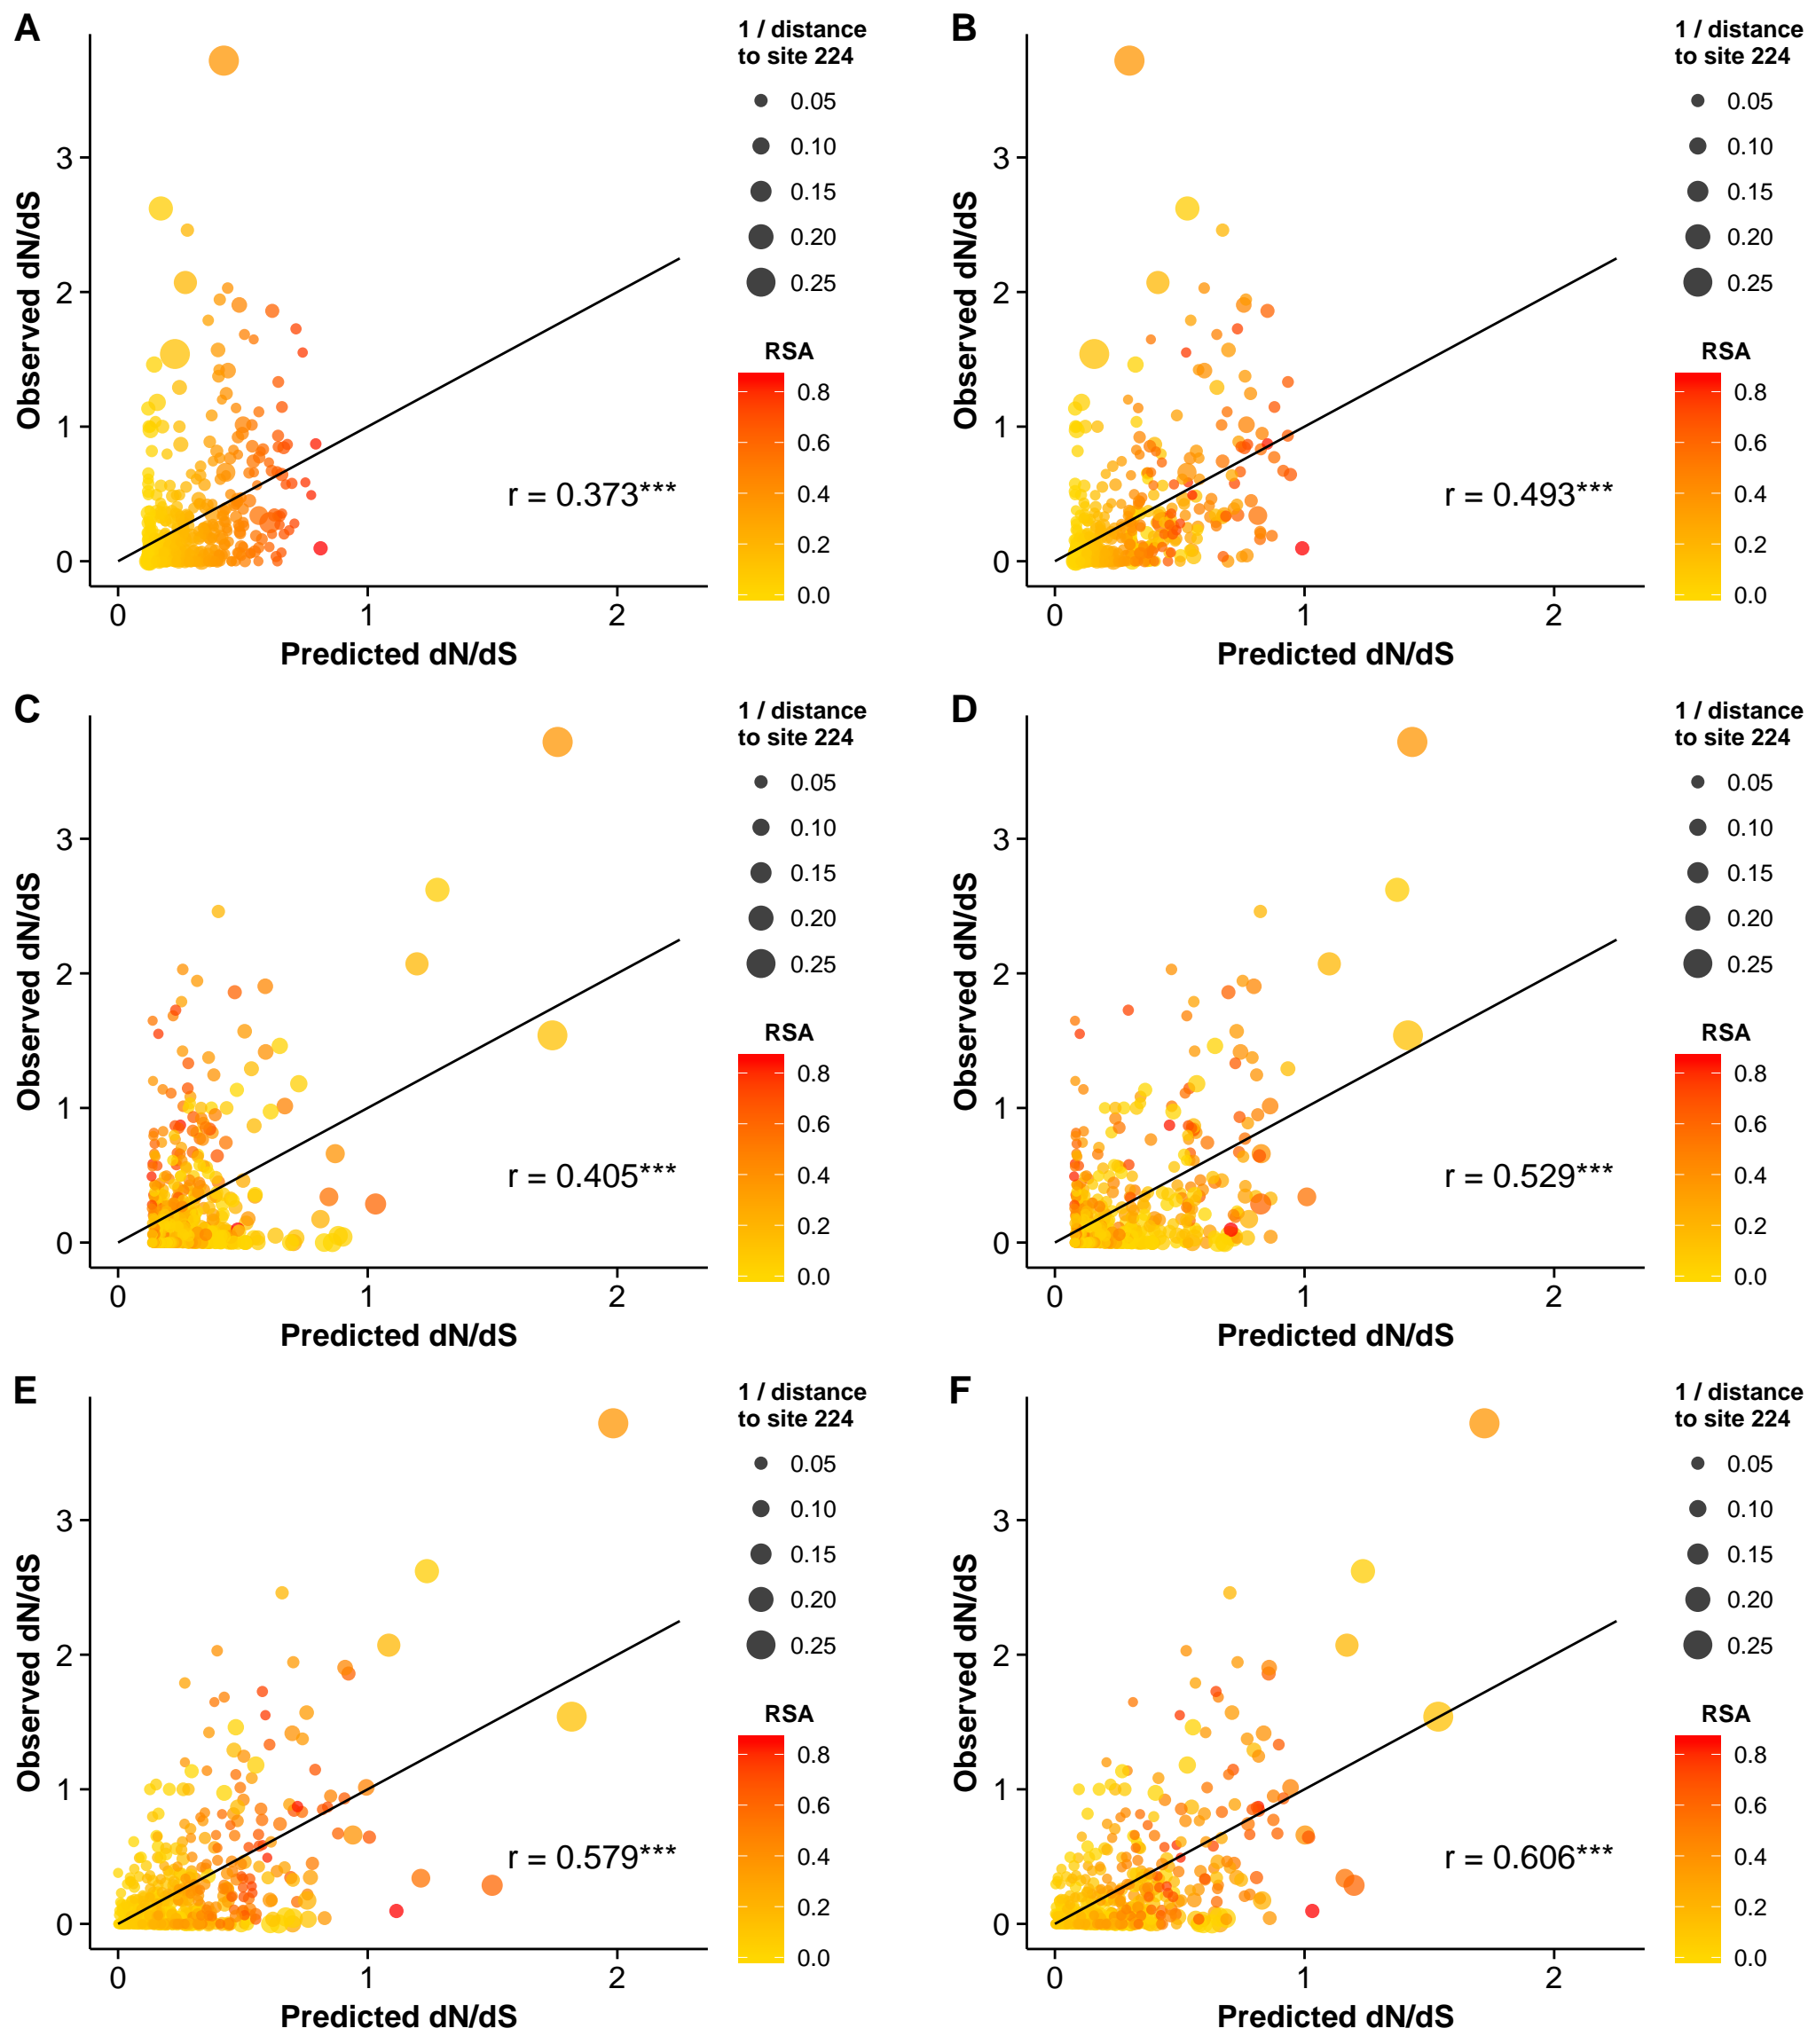 A
1 / distance
to site 224
0.05
0.10
0.15
0.20
0.25
RSA
0.8
0.6
0.4
0.2
0.0
Observed dN/dS
3
2
1
0
r = 0.373***
0 1 2
Predicted dN/dS
B
1 / distance
to site 224
0.05
0.10
0.15
0.20
0.25
RSA
0.8
0.6
0.4
0.2
0.0
Observed dN/dS
3
2
1
0
r = 0.493***
0 1 2
Predicted dN/dS
C
1 / distance
to site 224
0.05
0.10
0.15
0.20
0.25
RSA
0.8
0.6
0.4
0.2
0.0
Observed dN/dS
3
2
1
0
r = 0.405***
0 1 2
Predicted dN/dS
D
1 / distance
to site 224
0.05
0.10
0.15
0.20
0.25
RSA
0.8
0.6
0.4
0.2
0.0
Observed dN/dS
3
2
1
0
r = 0.529***
0 1 2
Predicted dN/dS
E
1 / distance
to site 224
0.05
0.10
0.15
0.20
0.25
RSA
0.8
0.6
0.4
0.2
0.0
Observed dN/dS
3
2
1
0
r = 0.579***
0 1 2
Predicted dN/dS
F
1 / distance
to site 224
0.05
0.10
0.15
0.20
0.25
RSA
0.8
0.6
0.4
0.2
0.0
Observed dN/dS
3
2
1
0
r = 0.606***
0 1 2
Predicted dN/dS